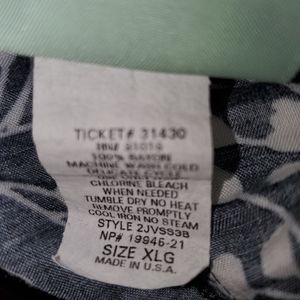 TICKET# 31430
100% RAYON
MACHINE WASH COLD
CHLORINE BLEACH
WHEN NEEDED
TUMBLE DRY NO HEAT
REMOVE PROMPTLY
COOL IRON NO STEAM
STYLE 2JVSS3B
NP# 19946-21
SIZE XLG
MADE IN U.S.A.